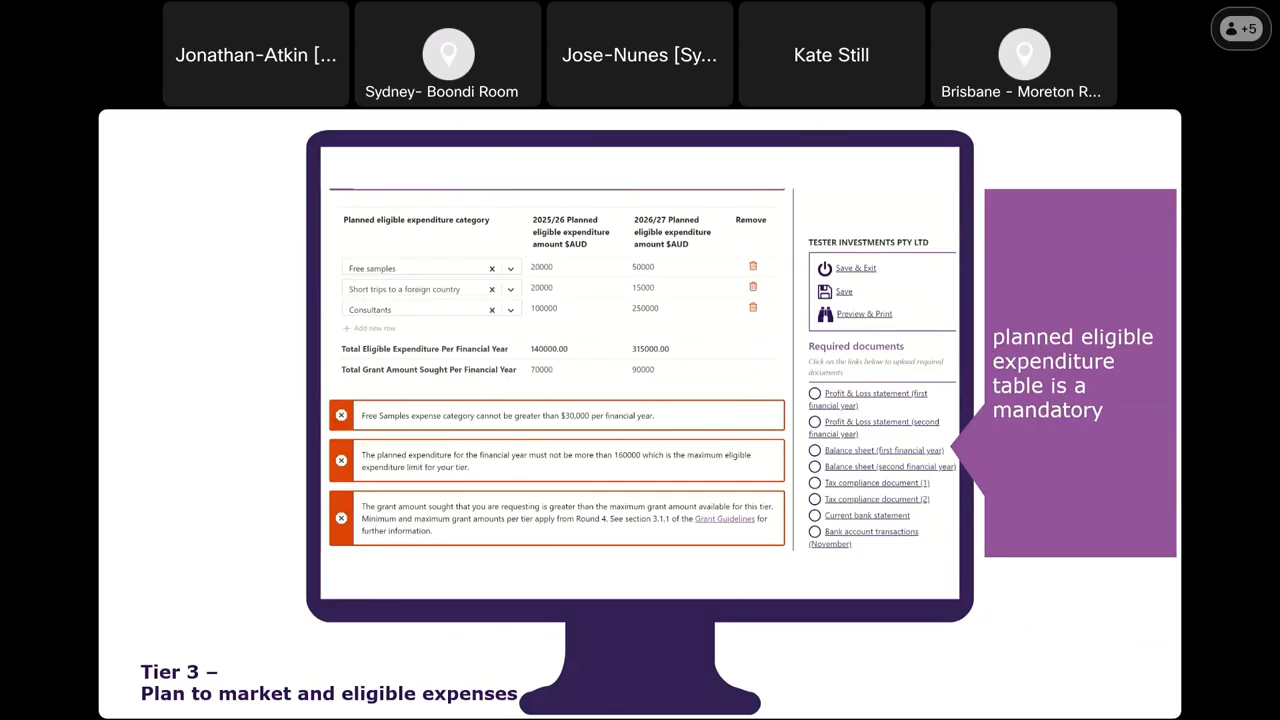 Jonathan-Atkin [...
Sydney- Boondi Room
Jose-Nunes [Sy...
Kate Still
Brisbane - Moreton R...
+5
Planned eligible expenditure category
2025/26 Planned
eligible expenditure
amount $AUD
2026/27 Planned
eligible expenditure
amount $AUD
Remove
Free samples
20000
50000
Short trips to a foreign country
20000
15000
Consultants
100000
250000
Add new row
Total Eligible Expenditure Per Financial Year
140000.00
315000.00
Total Grant Amount Sought Per Financial Year
70000
90000
Free Samples expense category cannot be greater than $30,000 per financial year.
The planned expenditure for the financial year must not be more than 160000 which is the maximum eligible
expenditure limit for your tier.
The grant amount sought that you are requesting is greater than the maximum grant amount available for this tier.
Minimum and maximum grant amounts per tier apply from Round 4. See section 3.1.1 of the Grant Guidelines for
further information.
TESTER INVESTMENTS PTY LTD
Save & Exit
Save
Preview & Print
Required documents
Click on the links below to upload required
documents
Profit & Loss statement (first
financial year)
Profit & Loss statement (second
financial year)
Balance sheet (first financial year)
Balance sheet (second financial year)
Tax compliance document (1)
Tax compliance document (2)
Current bank statement
Bank account transactions
(November)
planned eligible
expenditure
table is a
mandatory
Tier 3 –
Plan to market and eligible expenses